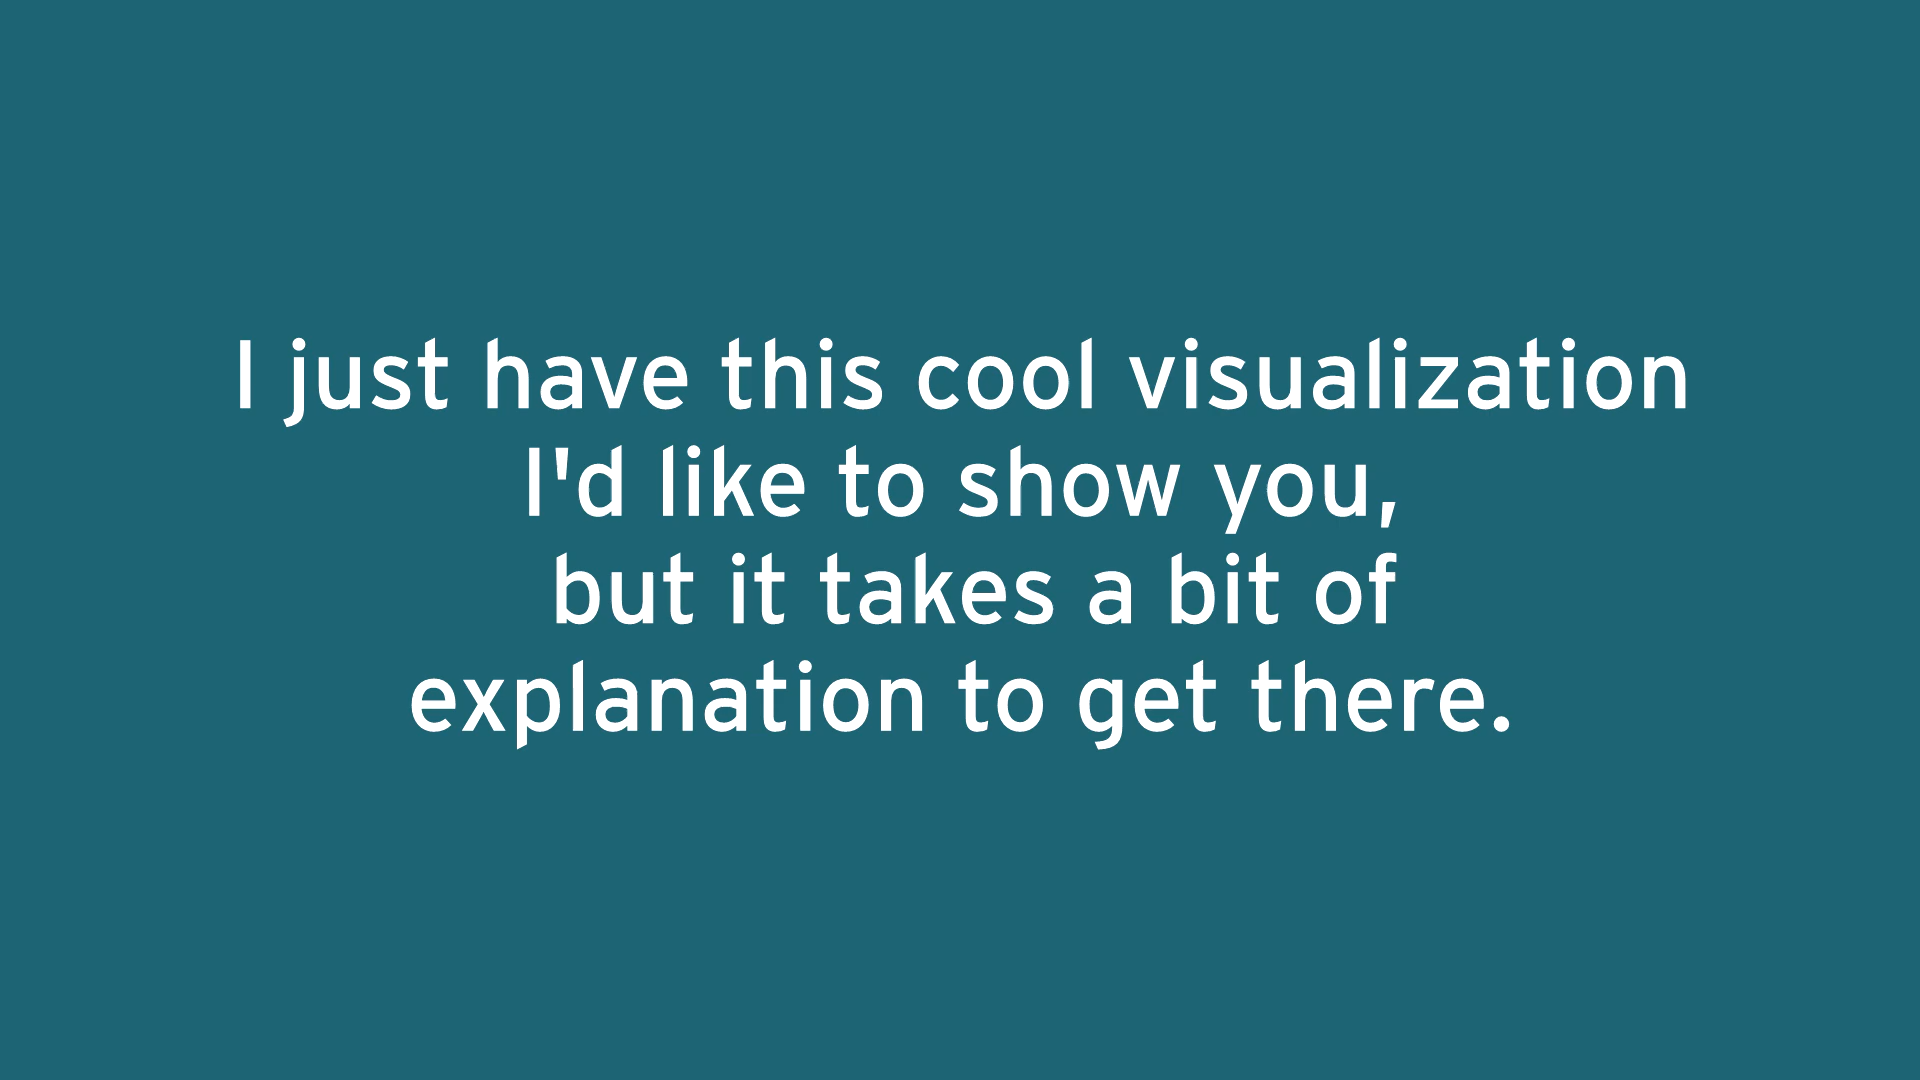 I just have this cool visualization
I'd like to show you,
but it takes a bit of
explanation to get there.